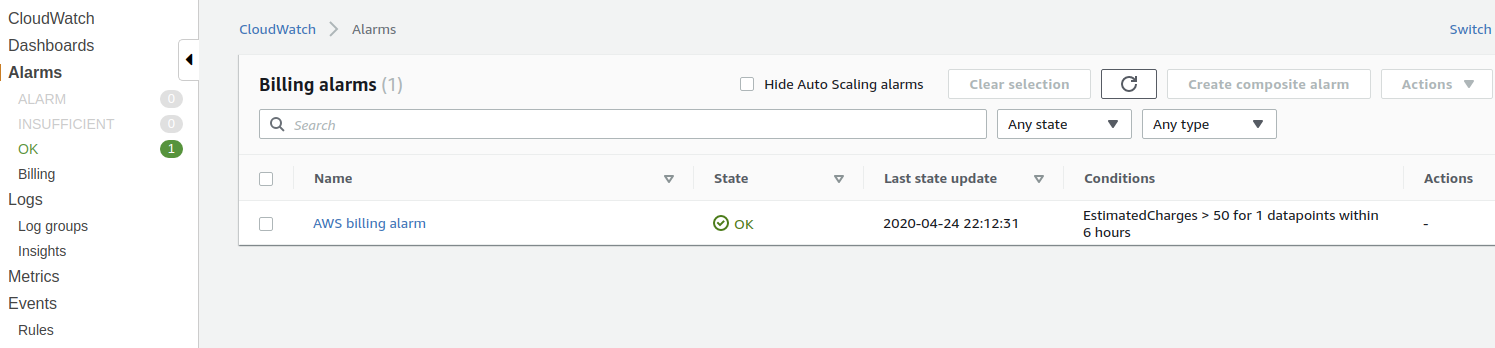 CloudWatch
Dashboards
Alarms
ALARM 0
INSUFFICIENT 0
OK 1
Billing
Logs
Log groups
Insights
Metrics
Events
Rules
CloudWatch Alarms
Switch
Billing alarms (1)
Hide Auto Scaling alarms
Clear selection
Create composite alarm
Actions
Search
Any state
Any type
Name State Last state update Conditions Actions
AWS billing alarm OK 2020-04-24 22:12:31 EstimatedCharges > 50 for 1 datapoints within
6 hours -